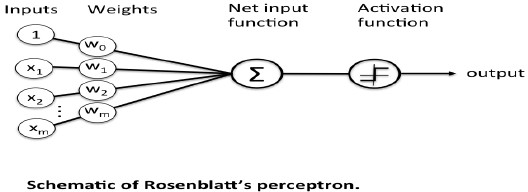 Inputs Weights Net input function Activation function
1 w0
x1 w1
x2 w2
⋮
xm wm
Σ
output
Schematic of Rosenblatt's perceptron.